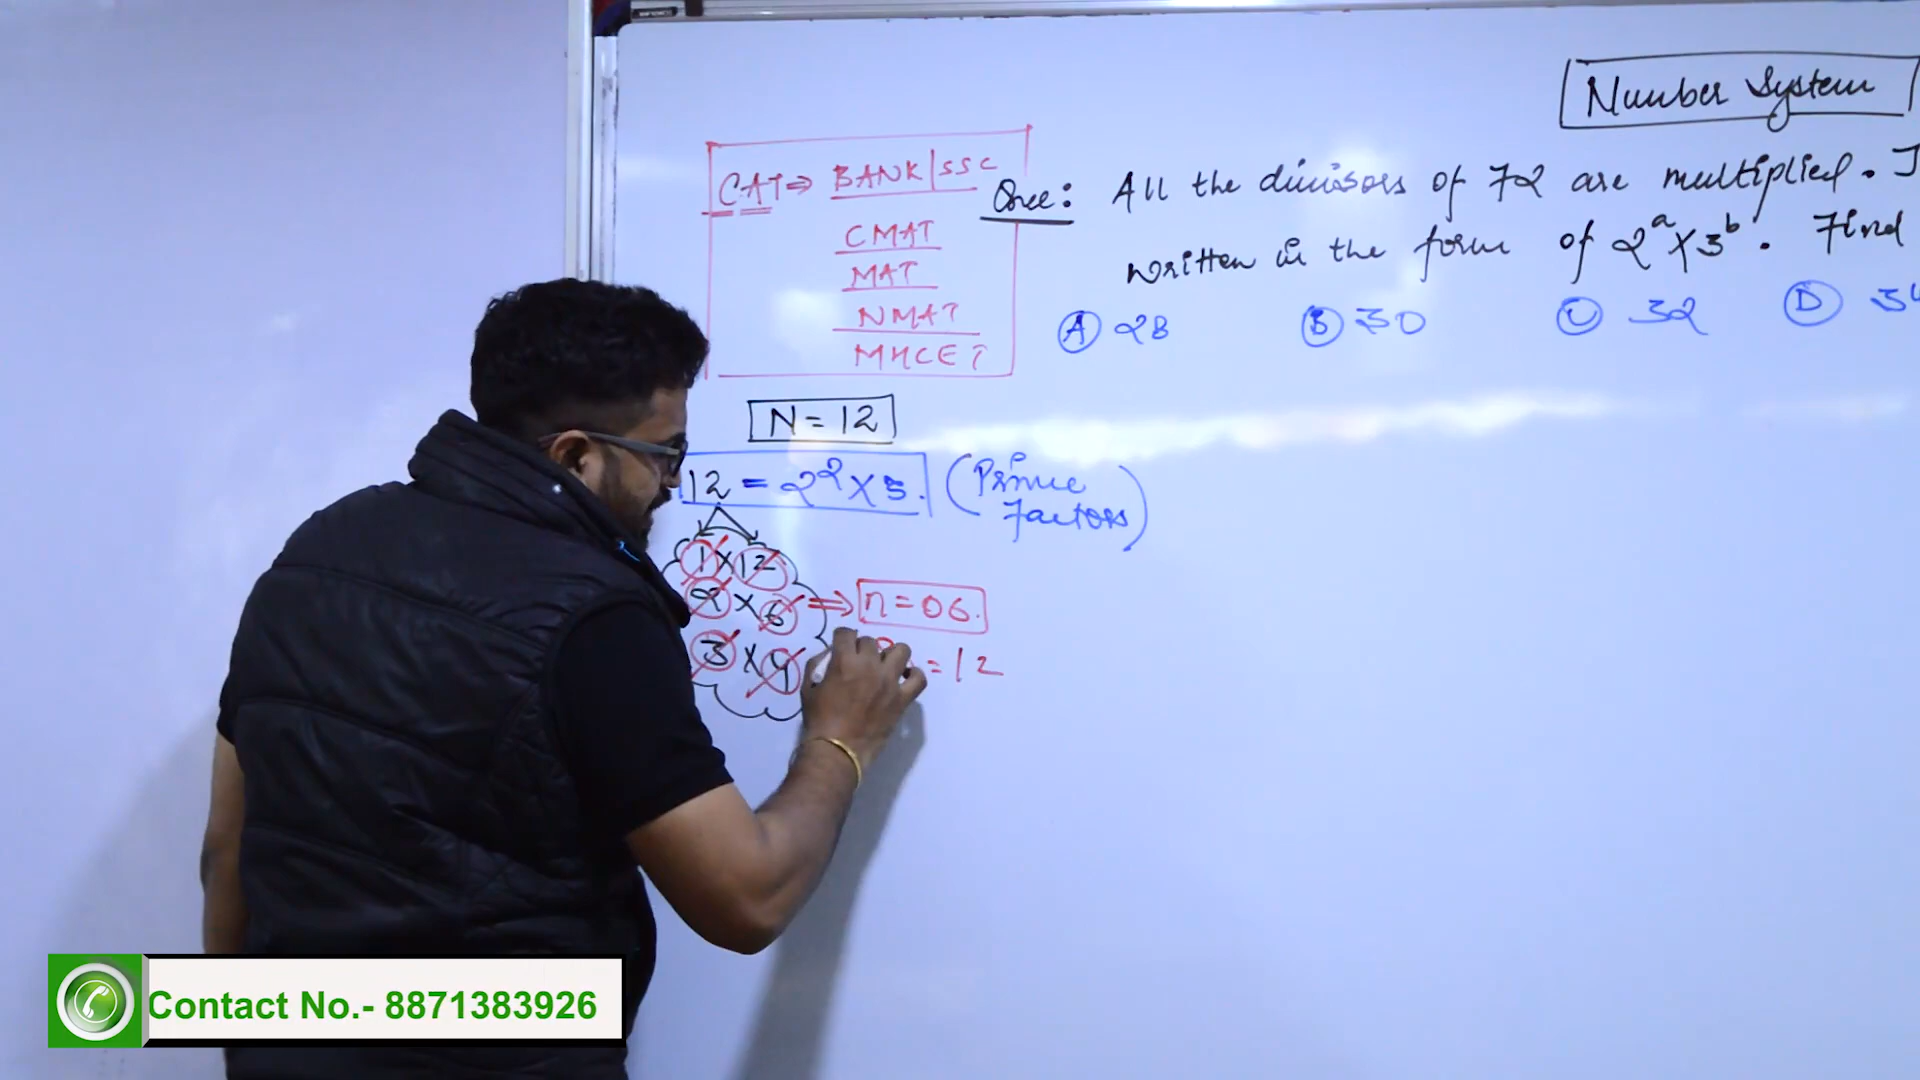 Number System
CAT ⇒ BANK|SSC
CMAT
MAT
NMAT
MHCET
Que: All the divisors of 72 are multiplied.
written in the form of 2^a x 3^b. Find
(A) 28 (B) 30 (C) 32 (D)
N = 12
12 = 2^2 x 3. (Prime Factors)
1 x 12
2 x 6 ⇒ n = 06.
3 x 4
= 12
Contact No.- 8871383926